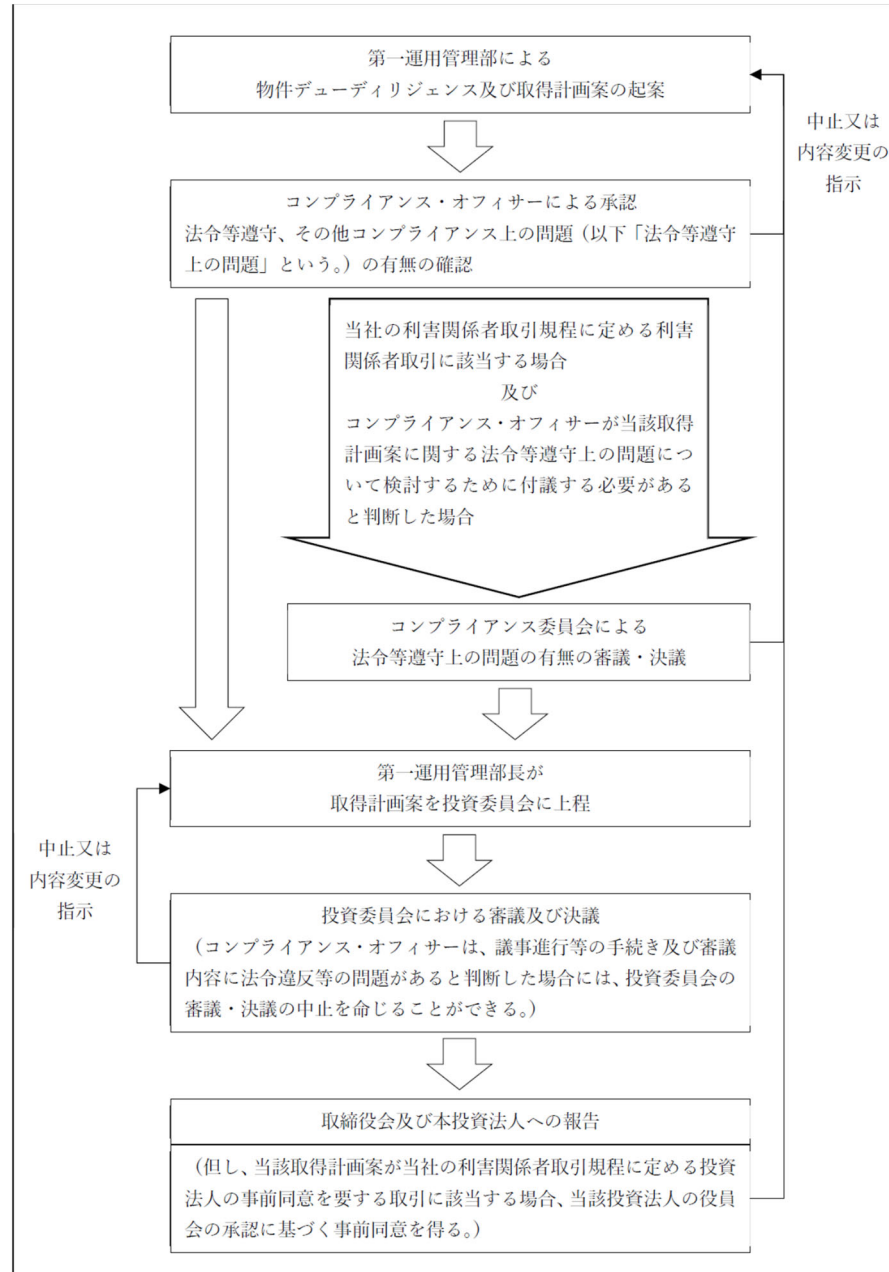 第一運用管理部による
物件デューディリジェンス及び取得計画案の起案
中止又は
内容変更の
指示
コンプライアンス・オフィサーによる承認
法令等遵守、その他コンプライアンス上の問題（以下「法令等遵守
上の問題」という。）の有無の確認
当社の利害関係者取引規程に定める利害
関係者取引に該当する場合
及び
コンプライアンス・オフィサーが当該取得
計画案に関する法令等遵守上の問題につ
いて検討するために付議する必要がある
と判断した場合
コンプライアンス委員会による
法令等遵守上の問題の有無の審議・決議
第一運用管理部長が
取得計画案を投資委員会に上程
中止又は
内容変更の
指示
投資委員会における審議及び決議
（コンプライアンス・オフィサーは、議事進行等の手続き及び審議
内容に法令違反等の問題があると判断した場合には、投資委員会の
審議・決議の中止を命じることができる。）
取締役会及び本投資法人への報告
（但し、当該取得計画案が当社の利害関係者取引規程に定める投資
法人の事前同意を要する取引に該当する場合、当該投資法人の役員
会の承認に基づく事前同意を得る。）